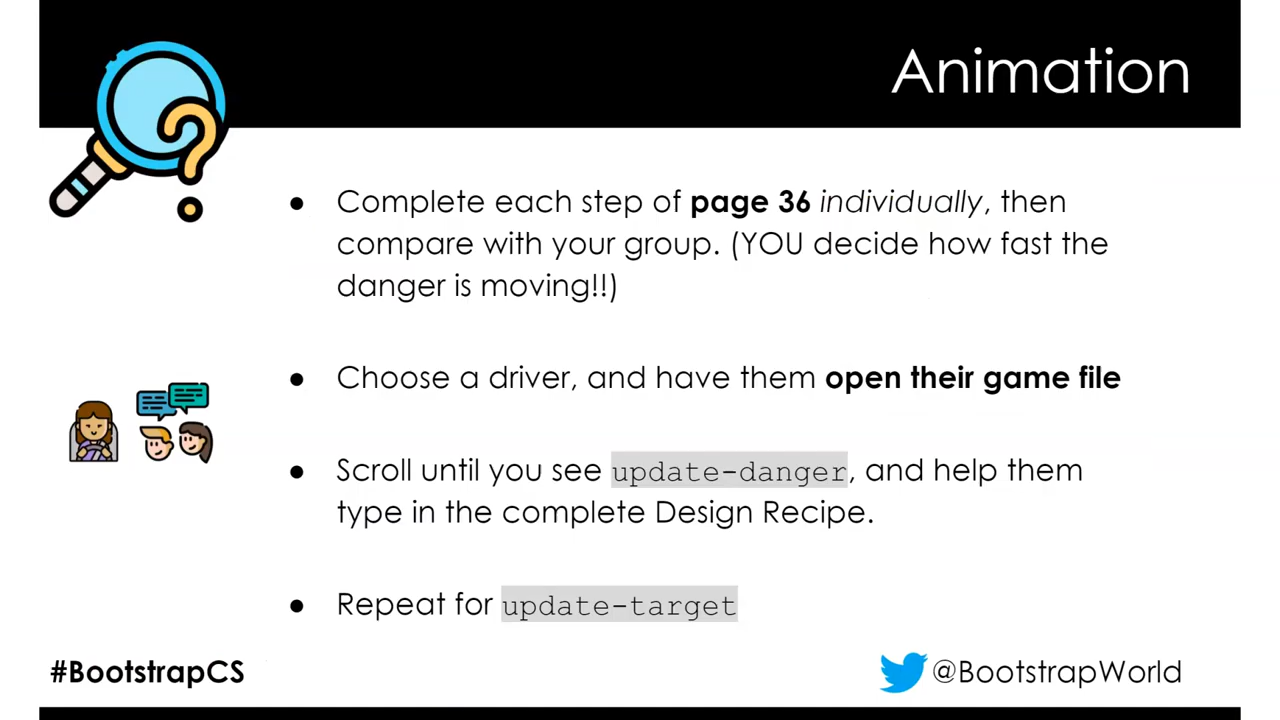 Animation
● Complete each step of page 36 individually, then
compare with your group. (YOU decide how fast the
danger is moving!!)
● Choose a driver, and have them open their game file
● Scroll until you see update-danger, and help them
type in the complete Design Recipe.
● Repeat for update-target
#BootstrapCS
@BootstrapWorld